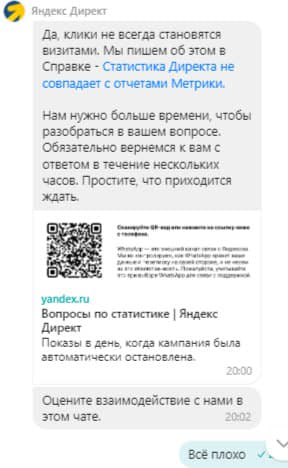 Яндекс Директ
Да, клики не всегда становятся
визитами. Мы пишем об этом в
Справке - Статистика Директа не
совпадает с отчетами Метрики.
Нам нужно больше времени, чтобы
разобраться в вашем вопросе.
Обязательно вернемся к вам с
ответом в течение нескольких
часов. Простите, что приходится
ждать.
Сканируйте QR-код или нажмите на ссылку ниже
с телефона.
yandex.ru
Вопросы по статистике | Яндекс
Директ
Показы в день, когда кампания была
автоматически остановлена.
20:00
Оцените взаимодействие с нами в
этом чате.
20:02
Всё плохо